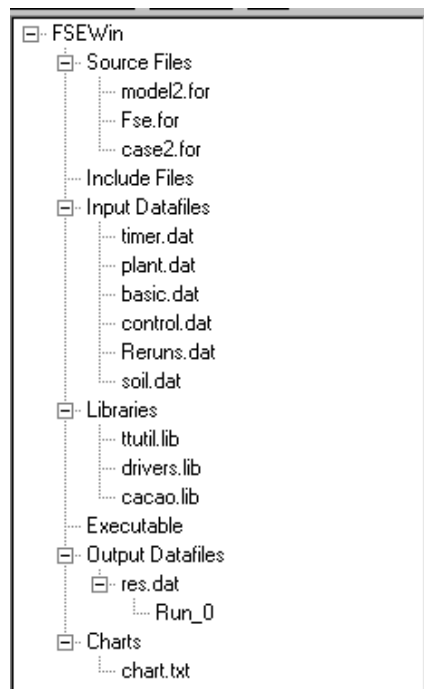 FSEWin
Source Files
model2.for
Fse.for
case2.for
Include Files
Input Datafiles
timer.dat
plant.dat
basic.dat
control.dat
Reruns.dat
soil.dat
Libraries
ttutil.lib
drivers.lib
cacao.lib
Executable
Output Datafiles
res.dat
Run_0
Charts
chart.txt